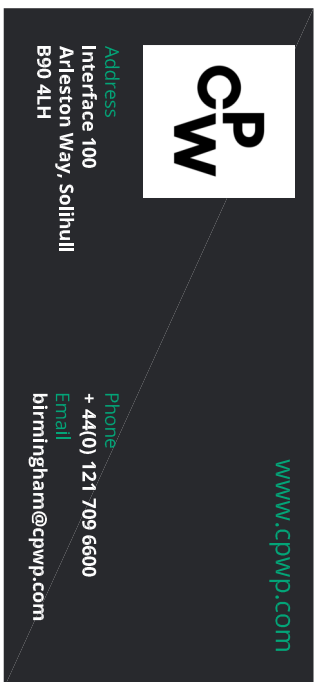 CPW
www.cpwp.com
Address
Interface 100
Arleston Way, Solihull
B90 4LH
Phone
+ 44(0) 121 709 6600
Email
birmingham@cpwp.com